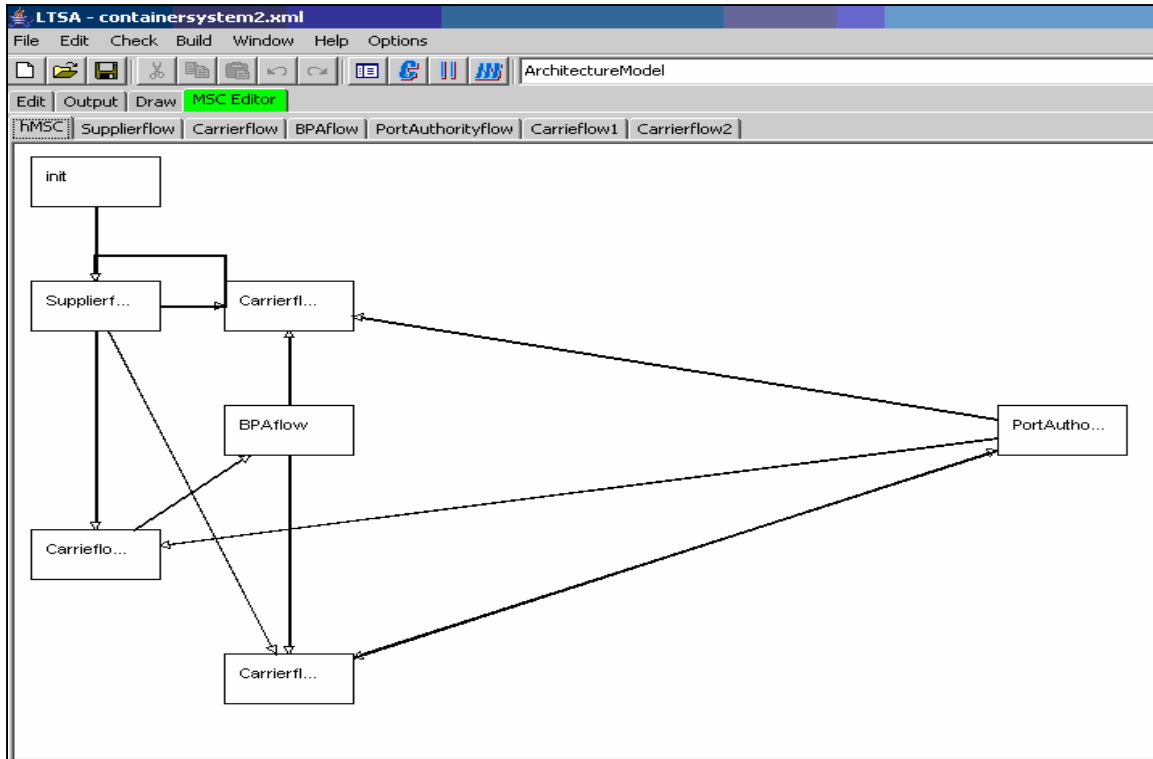 LTSA - containersystem2.xml
File Edit Check Build Window Help Options
ArchitectureModel
Edit Output Draw MSC Editor
hMSC Supplierflow Carrierflow BPAflow PortAuthorityflow Carrieflow1 Carrierflow2
init
Supplierf... Carrierfl...
BPAflow PortAutho...
Carrieflo...
Carrierfl...